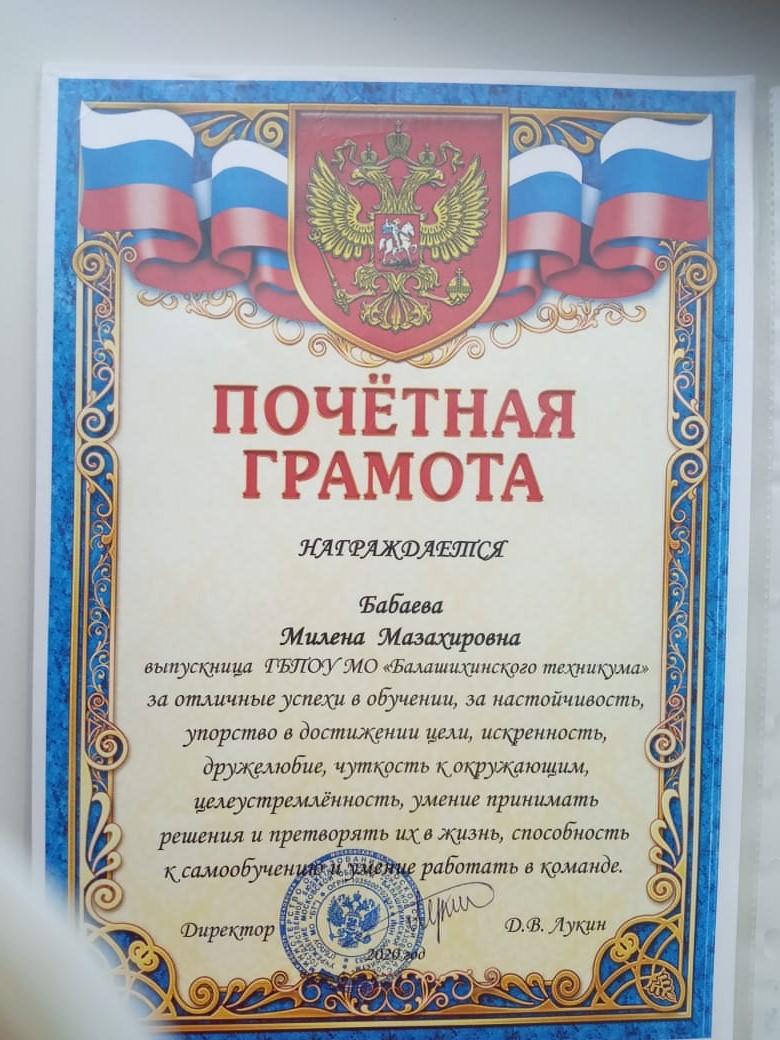 ПОЧЁТНАЯ
ГРАМОТА
НАГРАЖДАЕТСЯ
Бабаева
Милена Мазахировна
выпускница ГБПОУ МО «Балашихинского техникума»
за отличные успехи в обучении, за настойчивость,
упорство в достижении цели, искренность,
дружелюбие, чуткость к окружающим,
целеустремлённость, умение принимать
решения и претворять их в жизнь, способность
к самообучению и умение работать в команде.
Директор
Д.В. Лукин
2020 год